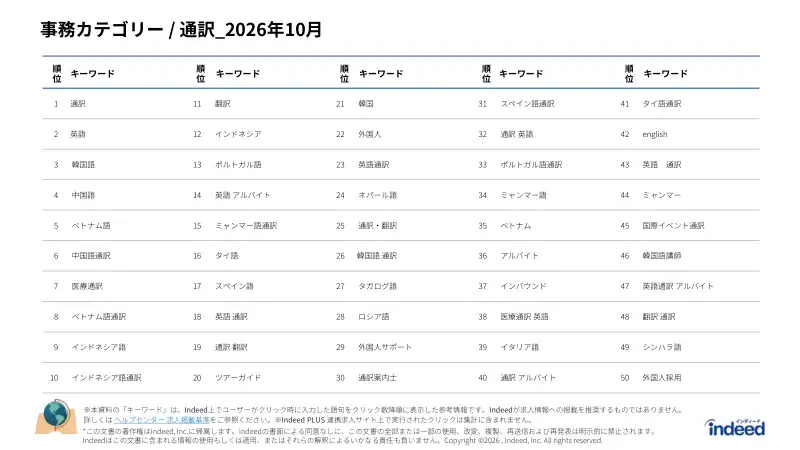 事務カテゴリー / 通訳_2026年10月
順位 キーワード 順位 キーワード 順位 キーワード 順位 キーワード 順位 キーワード
1 通訳 11 翻訳 21 韓国 31 スペイン語通訳 41 タイ語通訳
2 英語 12 インドネシア 22 外国人 32 通訳 英語 42 english
3 韓国語 13 ポルトガル語 23 英語通訳 33 ポルトガル語通訳 43 英語　通訳
4 中国語 14 英語 アルバイト 24 ネパール語 34 ミャンマー語 44 ミャンマー
5 ベトナム語 15 ミャンマー語通訳 25 通訳・翻訳 35 ベトナム 45 国際イベント通訳
6 中国語通訳 16 タイ語 26 韓国語 通訳 36 アルバイト 46 韓国語講師
7 医療通訳 17 スペイン語 27 タガログ語 37 インバウンド 47 英語通訳 アルバイト
8 ベトナム語通訳 18 英語 通訳 28 ロシア語 38 医療通訳 英語 48 翻訳 通訳
9 インドネシア語 19 通訳 翻訳 29 外国人サポート 39 イタリア語 49 シンハラ語
10 インドネシア語通訳 20 ツアーガイド 30 通訳案内士 40 通訳 アルバイト 50 外国人採用
※本資料の「キーワード」は、Indeed上でユーザーがクリック時に入力した語句をクリック数降順に表示した参考情報です。Indeedが求人情報への掲載を推奨するものではありません。
詳しくは ヘルプセンター 求人掲載基準をご参照ください。※Indeed PLUS 連携求人サイト上で実行されたクリックは集計に含まれません。
*この文書の著作権はIndeed, Inc.に帰属します。Indeedの書面による同意なしに、この文書の全部または一部の使用、改変、複製、再送信および再発表は明示的に禁止されます。
Indeedはこの文書に含まれる情報の使用もしくは適用、またはそれらの解釈によるいかなる責任も負いません。Copyright ©2026 , Indeed, Inc. All rights reserved.
インディード
indeed